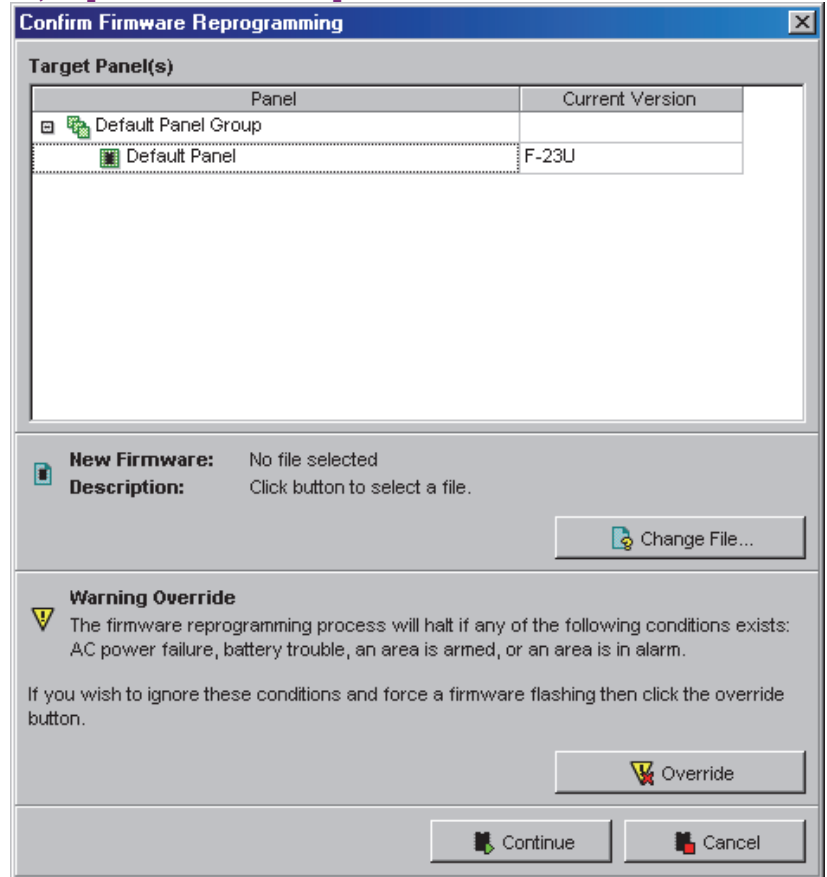 Confirm Firmware Reprogramming
Target Panel(s)
Panel Current Version
Default Panel Group
Default Panel F-23U
New Firmware: No file selected
Description: Click button to select a file.
Change File...
Warning Override
The firmware reprogramming process will halt if any of the following conditions exists:
AC power failure, battery trouble, an area is armed, or an area is in alarm.
If you wish to ignore these conditions and force a firmware flashing then click the override
button.
Override
Continue Cancel